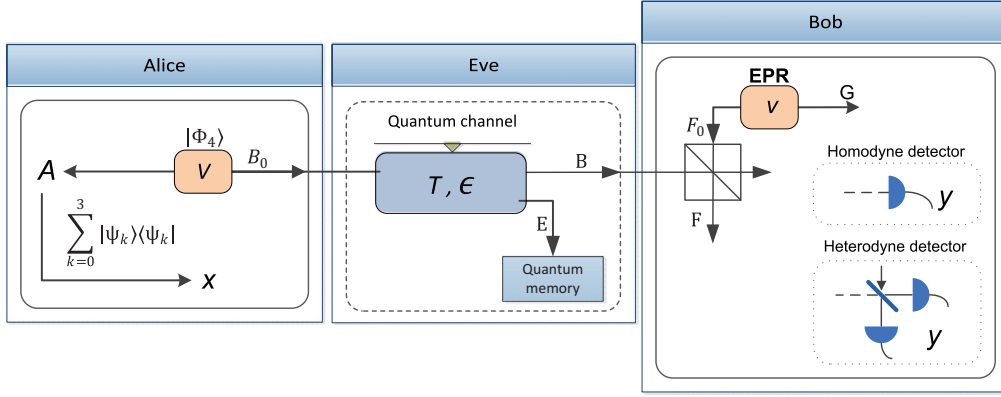 Alice
|Φ₄⟩
A
V
B₀
3
∑ |ψₖ⟩⟨ψₖ|
k=0
x
Eve
Quantum channel
T, ϵ
B
E
Quantum
memory
Bob
EPR
v
G
F₀
F
Homodyne detector
y
Heterodyne detector
y